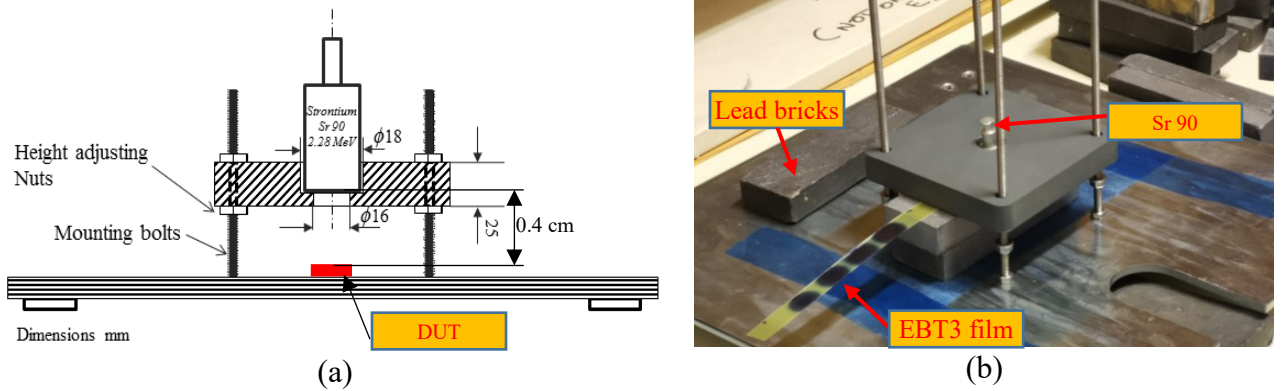 Strontium
Sr 90
2.28 MeV
ϕ18
Height adjusting
Nuts
ϕ16
25
0.4 cm
Mounting bolts
Dimensions mm
DUT
(a)
Lead bricks
Sr 90
EBT3 film
(b)